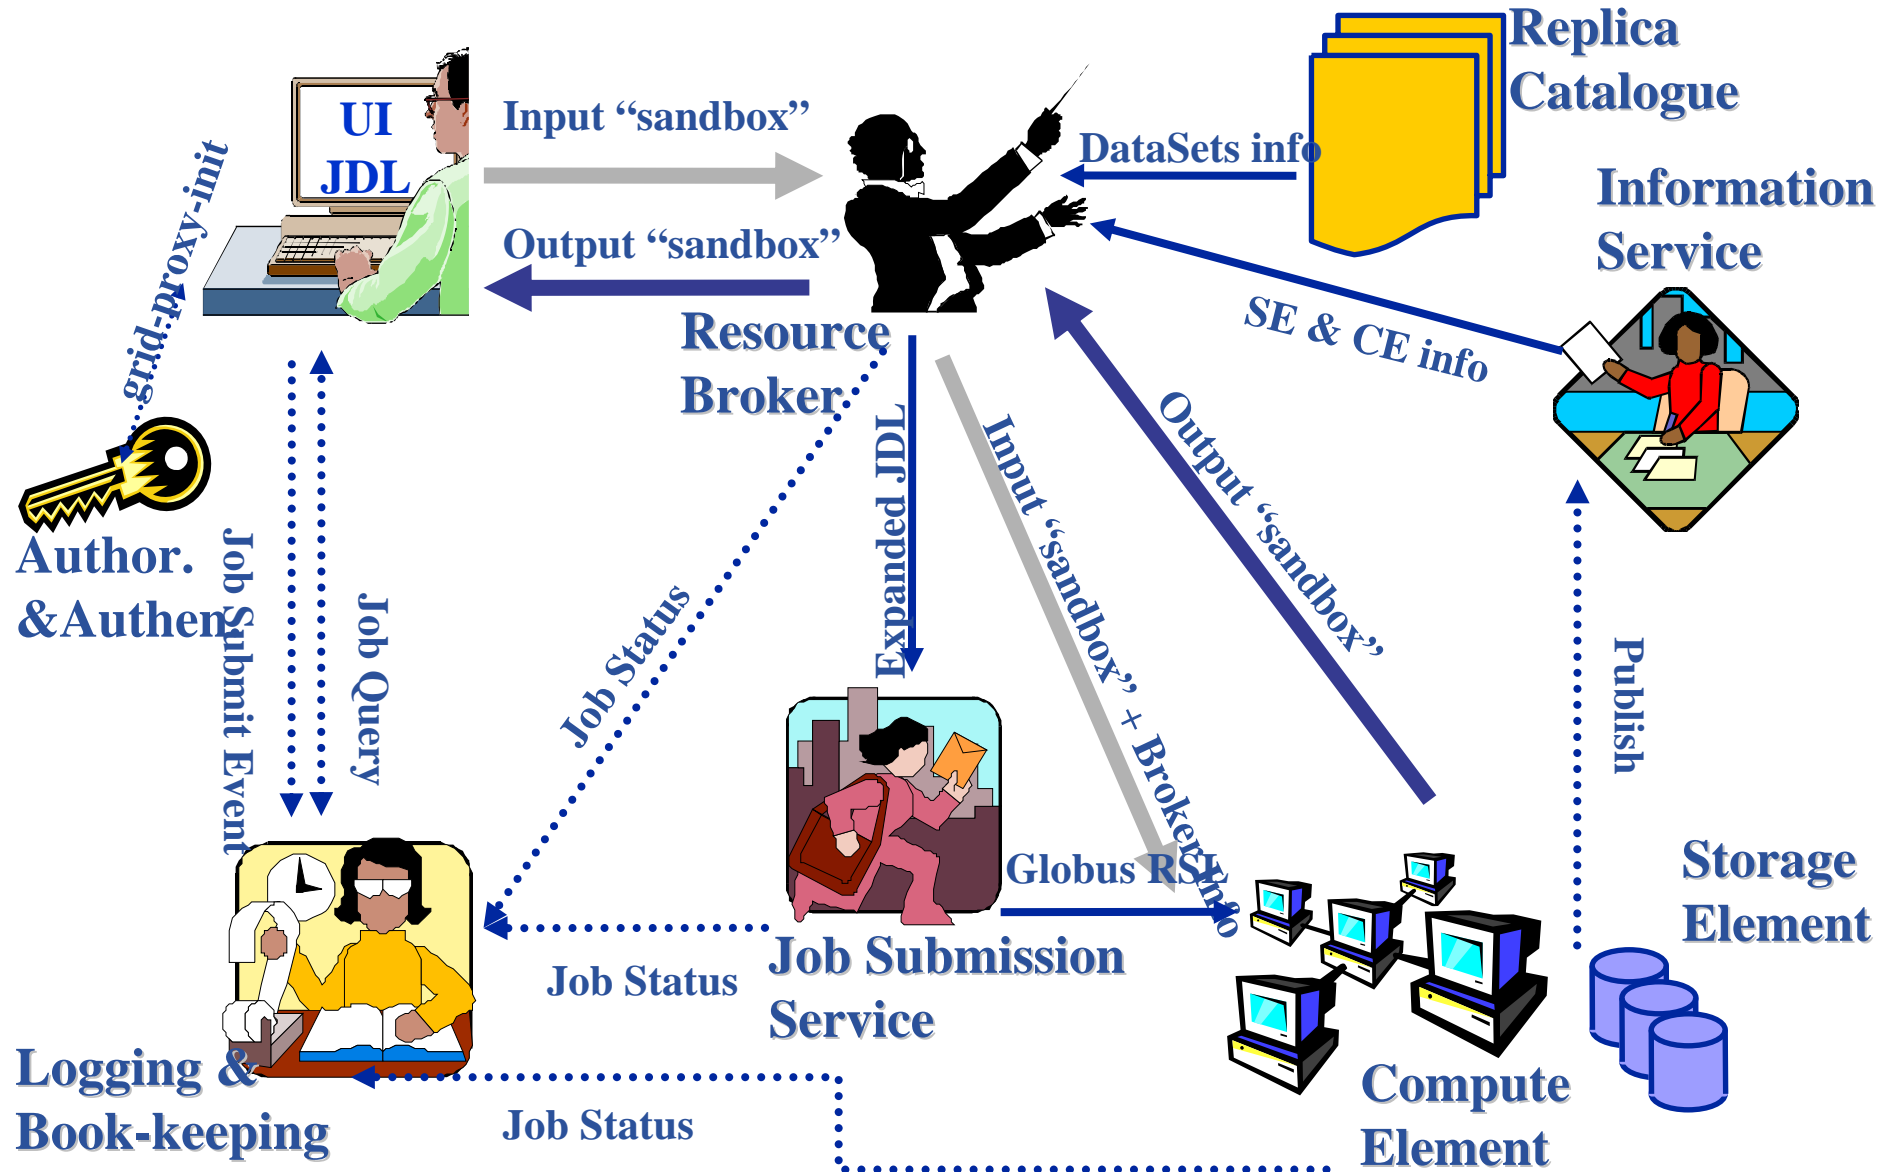 Replica
Catalogue
UI
JDL
Input “sandbox”
DataSets info
grid-proxy-init
Information
Service
Output “sandbox”
Resource
Broker
SE & CE info
Author.
&Authen.
Job Submit Event
Job Query
Job Status
Expanded JDL
Input “sandbox” + Broker Info
Output “sandbox”
Publish
Globus RSL
Storage
Element
Job Status
Job Submission
Service
Logging &
Book-keeping
Job Status
Compute
Element